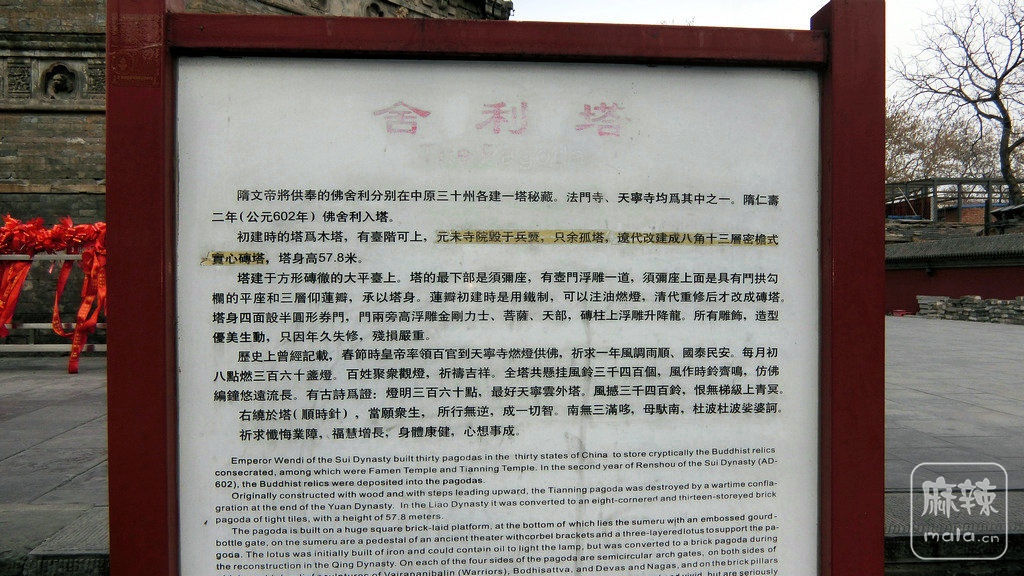 舍利塔
The Pagoda
隋文帝將供奉的佛舍利分别在中原三十州各建一塔秘藏。法門寺、天寧寺均爲其中之一。隋仁壽
二年(公元602年)佛舍利入塔。
初建時的塔爲木塔，有臺階可上，元末寺院毁于兵燹，只余孤塔，遼代改建成八角十三層密檐式
實心磚塔，塔身高57.8米。
塔建于方形磚徹的大平臺上。塔的最下部是須彌座，有壺門浮雕一道，須彌座上面是具有鬥拱勾
欄的平座和三層仰蓮瓣，承以塔身。蓮瓣初建時是用鐵制，可以注油燃燈，清代重修后才改成磚塔。
塔身四面設半圓形券門，門兩旁高浮雕金剛力士、菩薩、天部，磚柱上浮雕升降龍。所有雕飾，造型
優美生動，只因年久失修，殘損嚴重。
歷史上曾經記載，春節時皇帝率領百官到天寧寺燃燈供佛，祈求一年風調雨順、國泰民安。每月初
八點燃三百六十盞燈。百姓聚衆觀燈，祈禱吉祥。全塔共懸挂風鈴三千四百個，風作時鈴齊鳴，仿佛
編鐘悠遠流長。有古詩爲證：燈明三百六十點，最好天寧雲外塔。風撼三千四百鈴，恨無梯級上青冥。
右繞於塔(順時針)，當願衆生，所行無逆，成一切智。南無三滿哆，母馱南，杜波杜波娑婆訶。
祈求懺悔業障，福慧增長，身體康健，心想事成。
Emperor Wendi of the Sui Dynasty built thirty pagodas in the thirty states of China to store cryptically the Buddhist relics
consecrated, among which were Famen Temple and Tianning Temple. In the second year of Renshou of the Sui Dynasty (AD-
602), the Buddhist relics were deposited into the pagodas.
Originally constructed with wood and with steps leading upward, the Tianning pagoda was destroyed by a wartime confla-
gration at the end of the Yuan Dynasty. In the Liao Dynasty it was converted to an eight-cornered and thirteen-storeyed brick
pagoda of tight tiles, with a height of 57.8 meters.
The pagoda is built on a huge square brick-laid platform, at the bottom of which lies the sumeru with an embossed gourd-
bottle gate, on the sumeru are a pedestal of an ancient theater withcorbel brackets and a three-layered lotus tosupport the pa-
goda. The lotus was initially built of iron and could contain oil to light the lamp, but was converted to a brick pagoda during
the reconstruction in the Qing Dynasty. On each of the four sides of the pagoda are semicircular arch gates, on both sides of
sculptures of Vajrapanibalin (Warriors), Bodhisattva, and Devas and Nagas, and on the brick pillars
vivid, but are seriously
麻辣
mala.cn